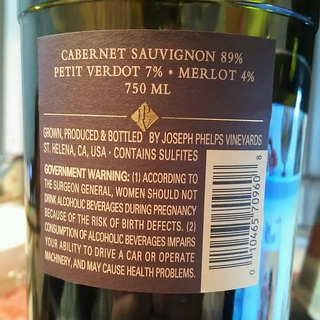 CABERNET SAUVIGNON 89%
PETIT VERDOT 7% • MERLOT 4%
750 ML
GROWN, PRODUCED & BOTTLED BY JOSEPH PHELPS VINEYARDS
ST. HELENA, CA, USA · CONTAINS SULFITES
GOVERNMENT WARNING: (1) ACCORDING TO
THE SURGEON GENERAL, WOMEN SHOULD NOT
DRINK ALCOHOLIC BEVERAGES DURING PREGNANCY
BECAUSE OF THE RISK OF BIRTH DEFECTS. (2)
CONSUMPTION OF ALCOHOLIC BEVERAGES IMPAIRS
YOUR ABILITY TO DRIVE A CAR OR OPERATE
MACHINERY, AND MAY CAUSE HEALTH PROBLEMS.
0 10465 70960 8